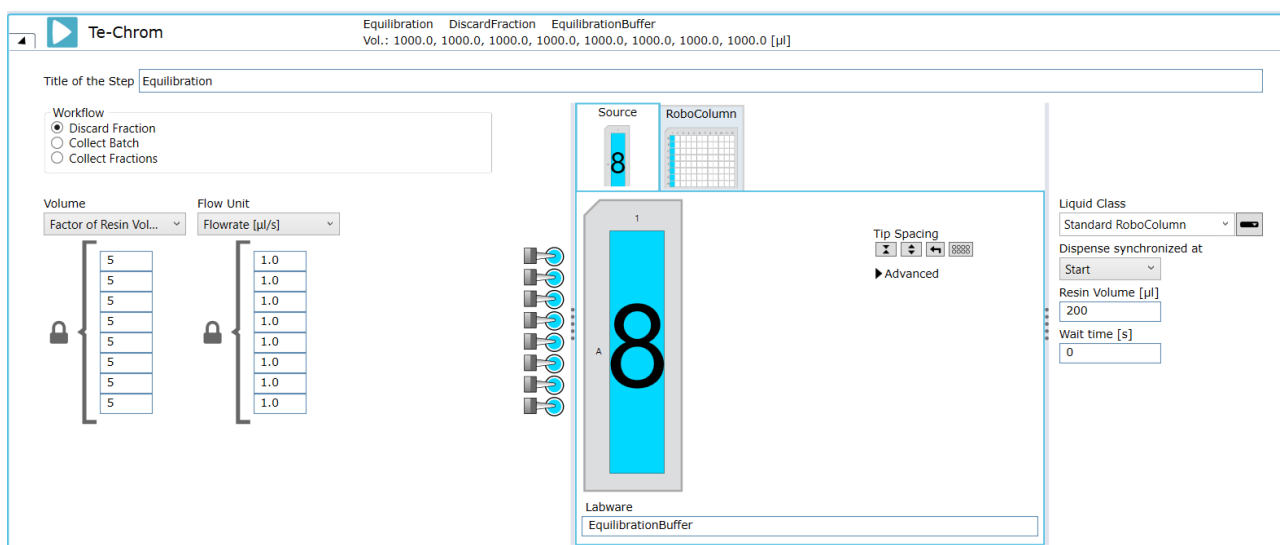 Te-Chrom
Equilibration DiscardFraction EquilibrationBuffer
Vol.: 1000.0, 1000.0, 1000.0, 1000.0, 1000.0, 1000.0, 1000.0, 1000.0 [µl]
Title of the Step Equilibration
Workflow
Discard Fraction
Collect Batch
Collect Fractions
Volume
Factor of Resin Vol...
5
5
5
5
5
5
5
5
Flow Unit
Flowrate [µl/s]
1.0
1.0
1.0
1.0
1.0
1.0
1.0
1.0
Source
8
RoboColumn
1
A
8
Tip Spacing
Advanced
Labware
EquilibrationBuffer
Liquid Class
Standard RoboColumn
Dispense synchronized at
Start
Resin Volume [µl]
200
Wait time [s]
0